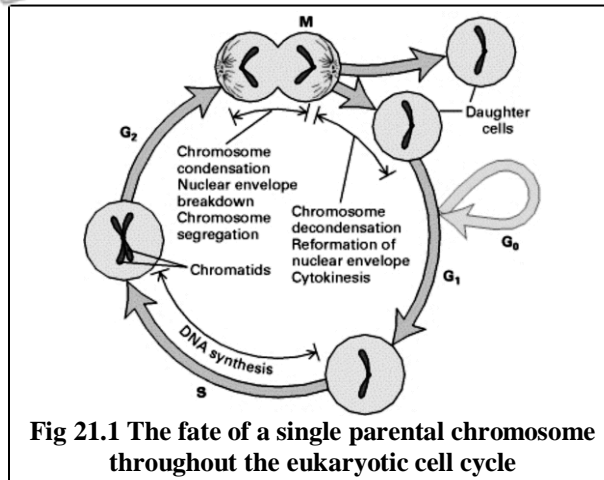 M
Daughter
cells
G₂
Chromosome
condensation
Nuclear envelope
breakdown
Chromosome
segregation
Chromosome
decondensation
Reformation of
nuclear envelope
Cytokinesis
G₀
G₁
Chromatids
DNA synthesis
S
Fig 21.1 The fate of a single parental chromosome
throughout the eukaryotic cell cycle